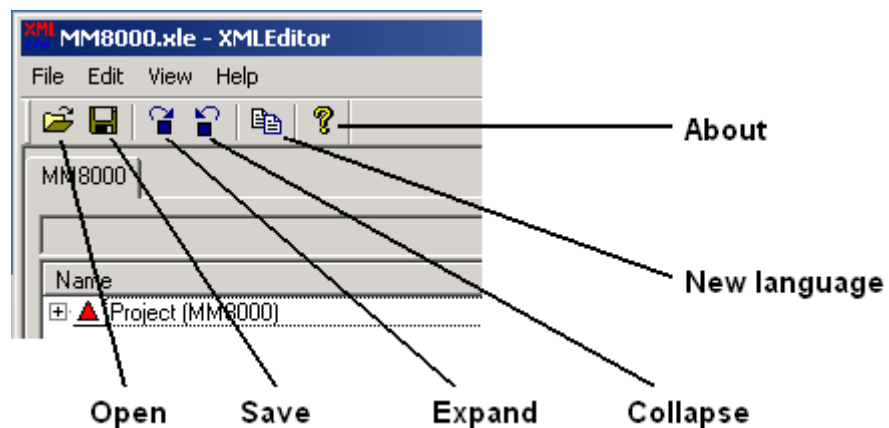 XML
MM8000.xle - XMLEditor
File Edit View Help
About
MM8000
New language
Name
Project (MM8000)
Open Save Expand Collapse